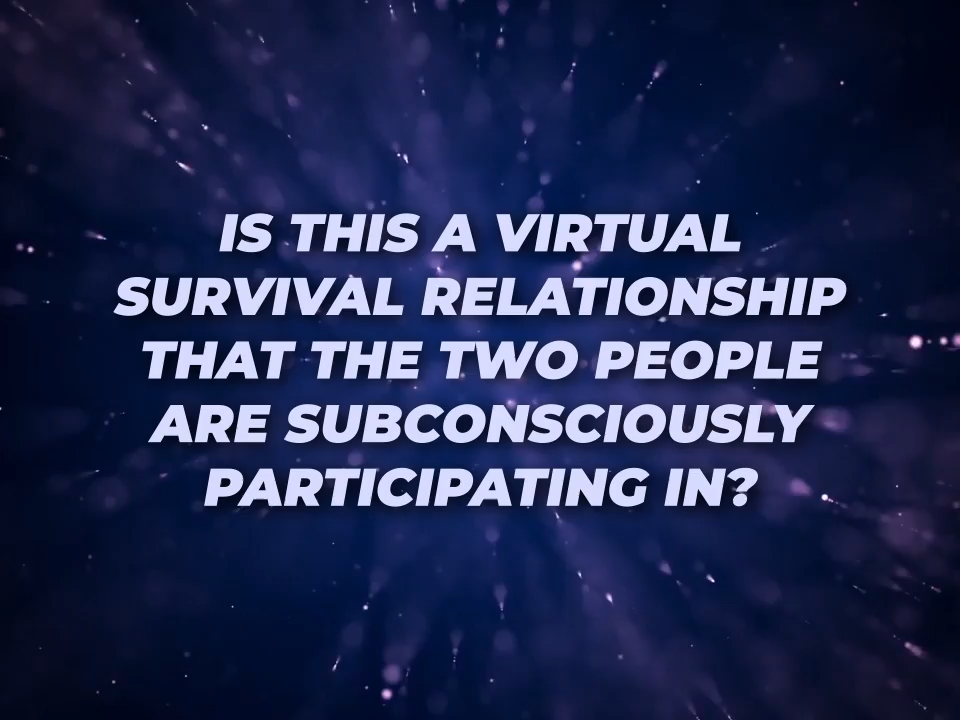 IS THIS A VIRTUAL
SURVIVAL RELATIONSHIP
THAT THE TWO PEOPLE
ARE SUBCONSCIOUSLY
PARTICIPATING IN?